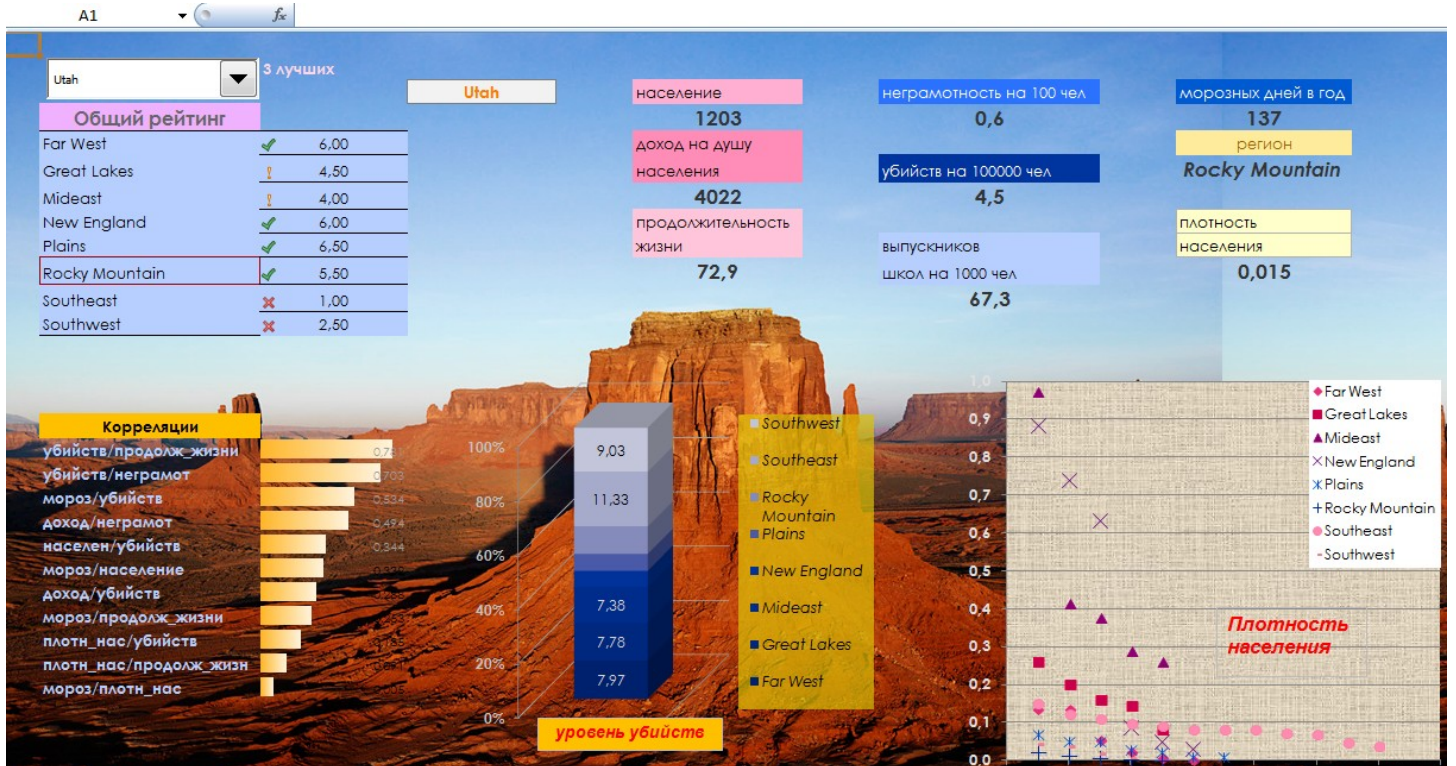 A1
fx
Utah
3 лучших
Общий рейтинг
Far West 6,00
Great Lakes 4,50
Mideast 4,00
New England 6,00
Plains 6,50
Rocky Mountain 5,50
Southeast 1,00
Southwest 2,50
Utah
население
1203
доход на душу
населения
4022
продолжительность
жизни
72,9
неграмотность на 100 чел
0,6
убийств на 100000 чел
4,5
выпускников
школ на 1000 чел
67,3
морозных дней в год
137
регион
Rocky Mountain
плотность
населения
0,015
Корреляции
убийств/продолж_жизни
убийств/неграмот 0,703
мороз/убийств 0,534
доход/неграмот 0,494
населен/убийств 0,344
мороз/население
доход/убийств
мороз/продолж_жизни
плотн_нас/убийств
плотн_нас/продолж_жизн
мороз/плотн_нас
100%
80%
60%
40%
20%
0%
9,03
11,33
7,38
7,78
7,97
уровень убийств
Southwest
Southeast
Rocky
Mountain
Plains
New England
Mideast
Great Lakes
Far West
1,0
0,9
0,8
0,7
0,6
0,5
0,4
0,3
0,2
0,1
0,0
Far West
Great Lakes
Mideast
New England
Plains
Rocky Mountain
Southeast
Southwest
Плотность
населения